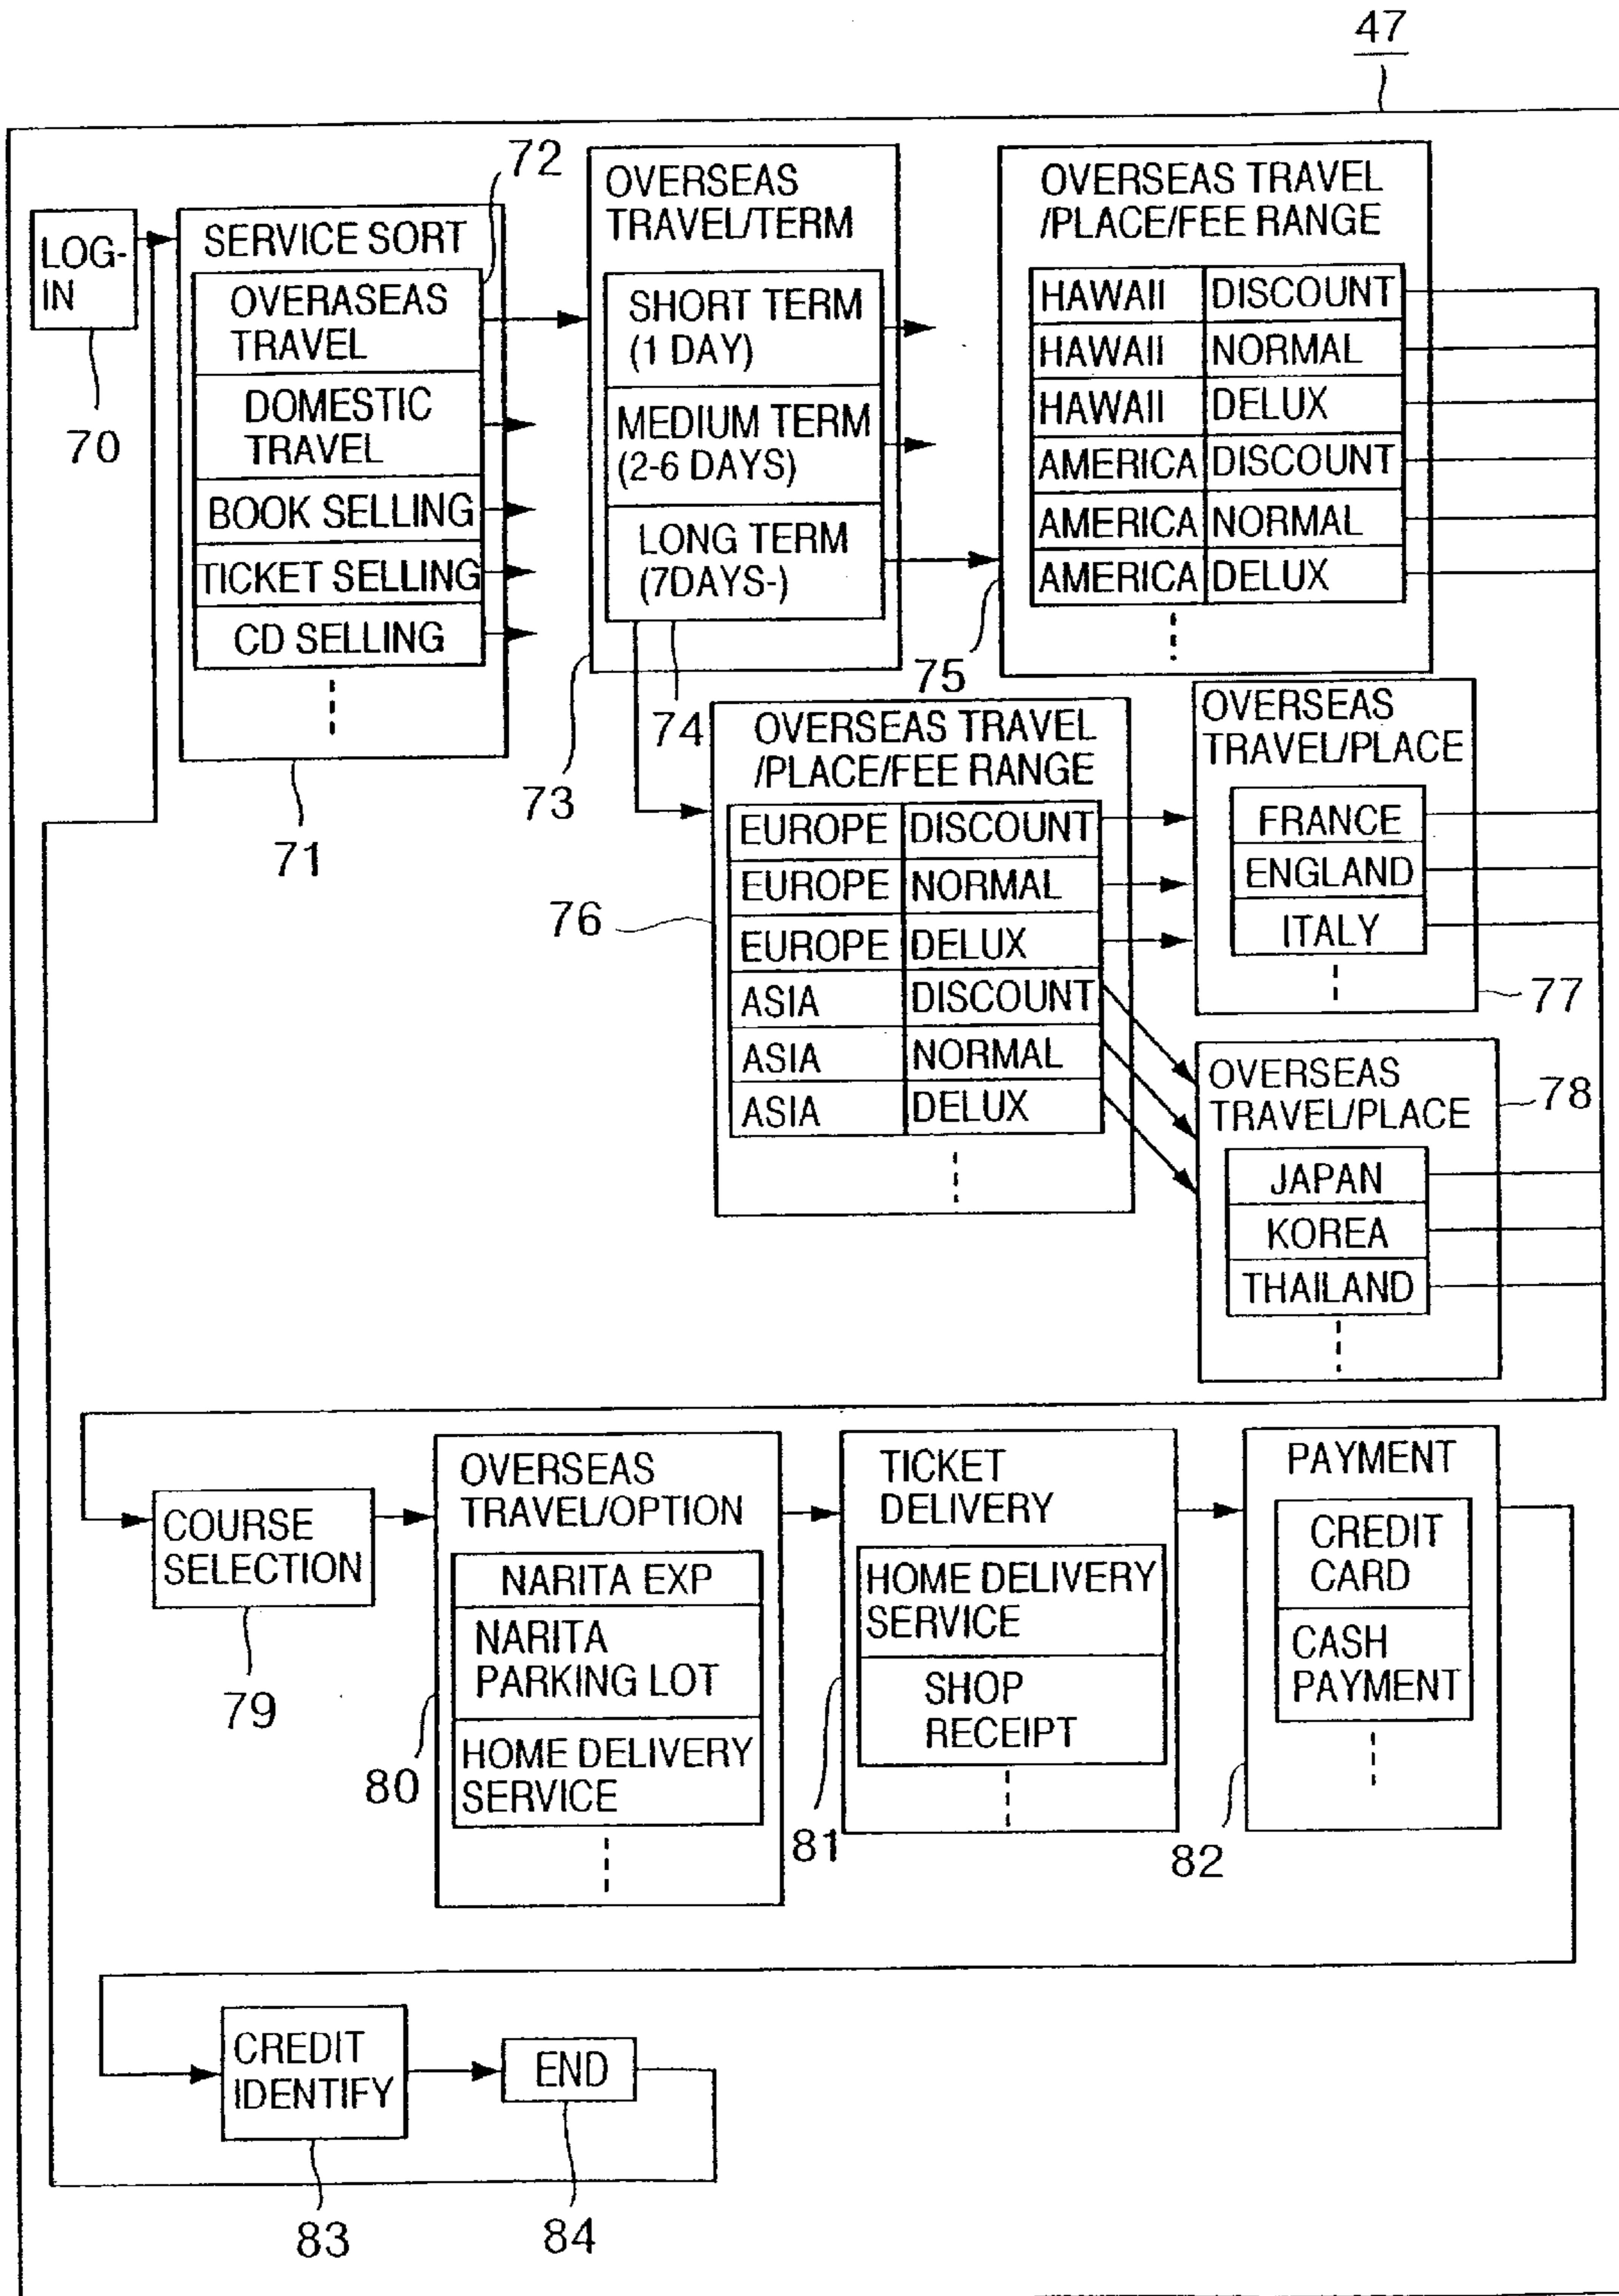 47
LOG-
IN
70
SERVICE SORT
72
OVERASEAS
TRAVEL
DOMESTIC
TRAVEL
BOOK SELLING
TICKET SELLING
CD SELLING
71
OVERSEAS
TRAVEL/TERM
SHORT TERM
(1 DAY)
MEDIUM TERM
(2-6 DAYS)
LONG TERM
(7DAYS-)
73
74
OVERSEAS TRAVEL
/PLACE/FEE RANGE
HAWAII DISCOUNT
HAWAII NORMAL
HAWAII DELUX
AMERICA DISCOUNT
AMERICA NORMAL
AMERICA DELUX
75
OVERSEAS TRAVEL
/PLACE/FEE RANGE
EUROPE DISCOUNT
EUROPE NORMAL
EUROPE DELUX
ASIA DISCOUNT
ASIA NORMAL
ASIA DELUX
76
OVERSEAS
TRAVEL/PLACE
FRANCE
ENGLAND
ITALY
77
OVERSEAS
TRAVEL/PLACE
JAPAN
KOREA
THAILAND
78
COURSE
SELECTION
79
OVERSEAS
TRAVEL/OPTION
NARITA EXP
NARITA
PARKING LOT
HOME DELIVERY
SERVICE
80
TICKET
DELIVERY
HOME DELIVERY
SERVICE
SHOP
RECEIPT
81
PAYMENT
CREDIT
CARD
CASH
PAYMENT
82
CREDIT
IDENTIFY
83
END
84